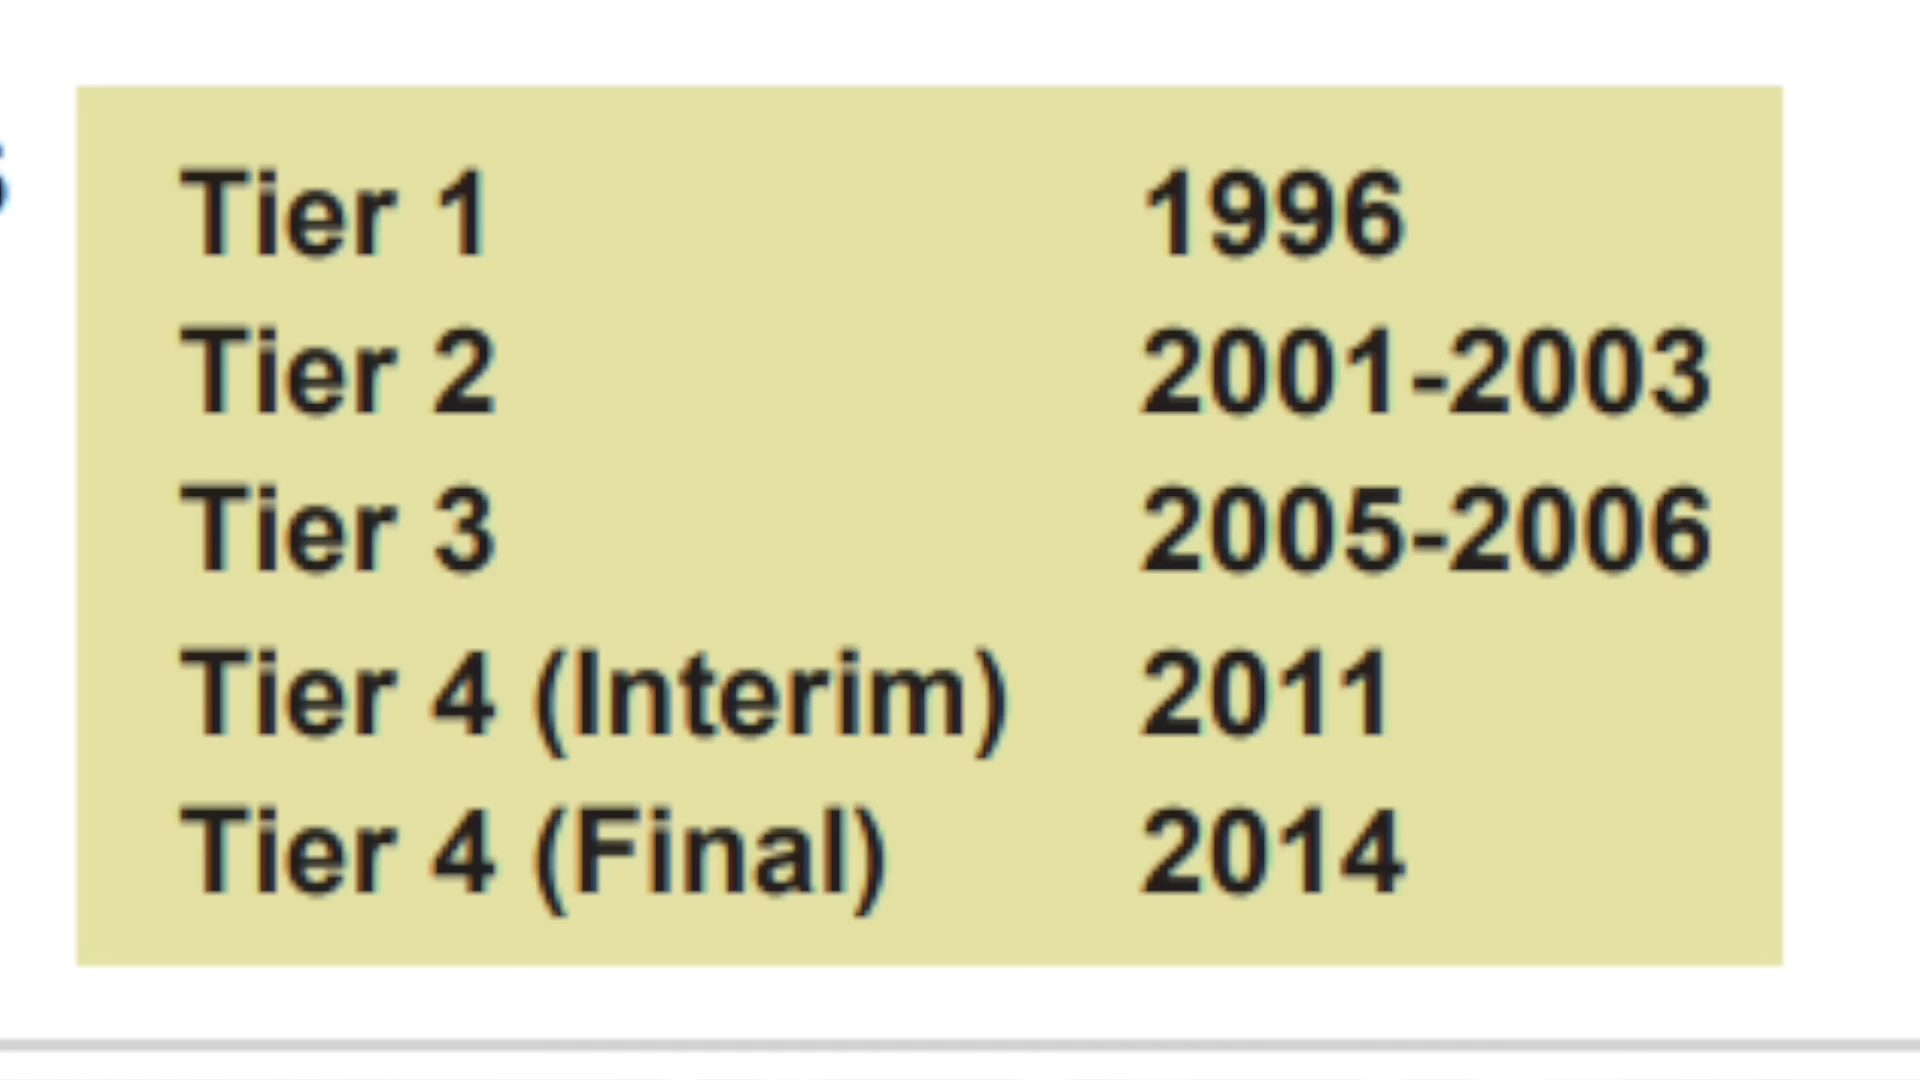 Tier 1 1996
Tier 2 2001-2003
Tier 3 2005-2006
Tier 4 (Interim) 2011
Tier 4 (Final) 2014